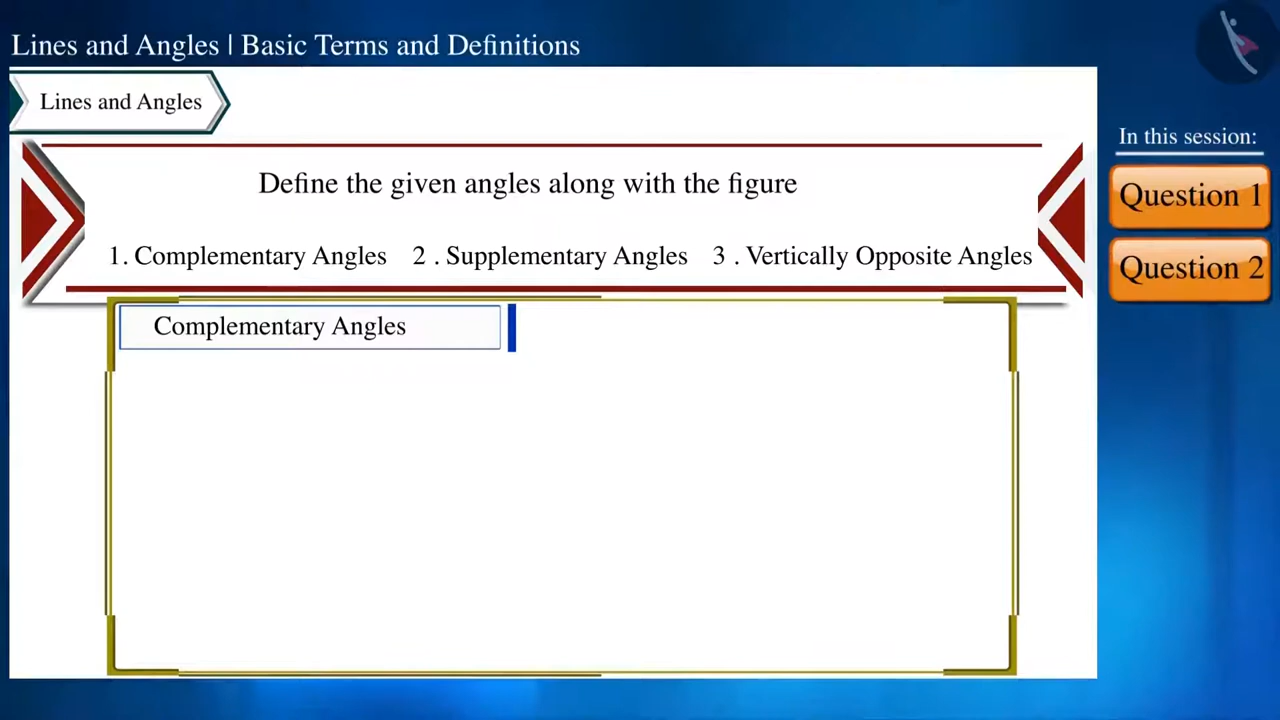 Lines and Angles | Basic Terms and Definitions
Lines and Angles
In this session:
Define the given angles along with the figure
Question 1
1. Complementary Angles 2 . Supplementary Angles 3 . Vertically Opposite Angles
Question 2
Complementary Angles